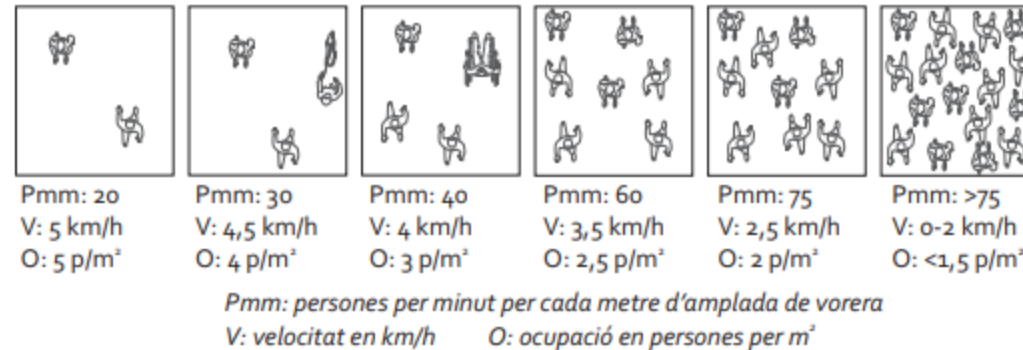 Pmm: 20 Pmm: 30 Pmm: 40 Pmm: 60 Pmm: 75 Pmm: >75
V: 5 km/h V: 4,5 km/h V: 4 km/h V: 3,5 km/h V: 2,5 km/h V: 0-2 km/h
O: 5 p/m² O: 4 p/m² O: 3 p/m² O: 2,5 p/m² O: 2 p/m² O: <1,5 p/m²
Pmm: persones per minut per cada metre d'amplada de vorera
V: velocitat en km/h O: ocupació en persones per m²